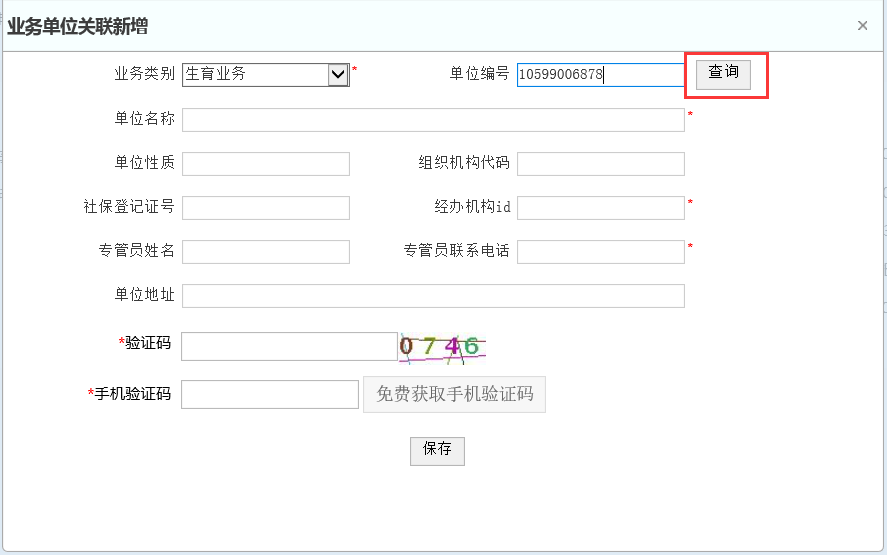 业务单位关联新增 ×
业务类别 生育业务 * 单位编号 10599006878 查询
单位名称 *
单位性质 组织机构代码
社保登记证号 经办机构id *
专管员姓名 专管员联系电话 *
单位地址
*验证码 0746
*手机验证码 免费获取手机验证码
保存